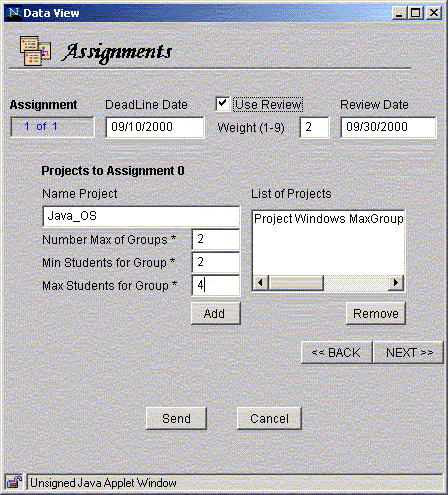 Data View
Assignments
Assignment DeadLine Date Use Review Review Date
1 of 1 09/10/2000 Weight (1-9) 2 09/30/2000
Projects to Assignment 0
Name Project List of Projects
Java_OS Project Windows MaxGroup
Number Max of Groups * 2
Min Students for Group * 2
Max Students for Group * 4
Add Remove
<< BACK NEXT >>
Send Cancel
Unsigned Java Applet Window